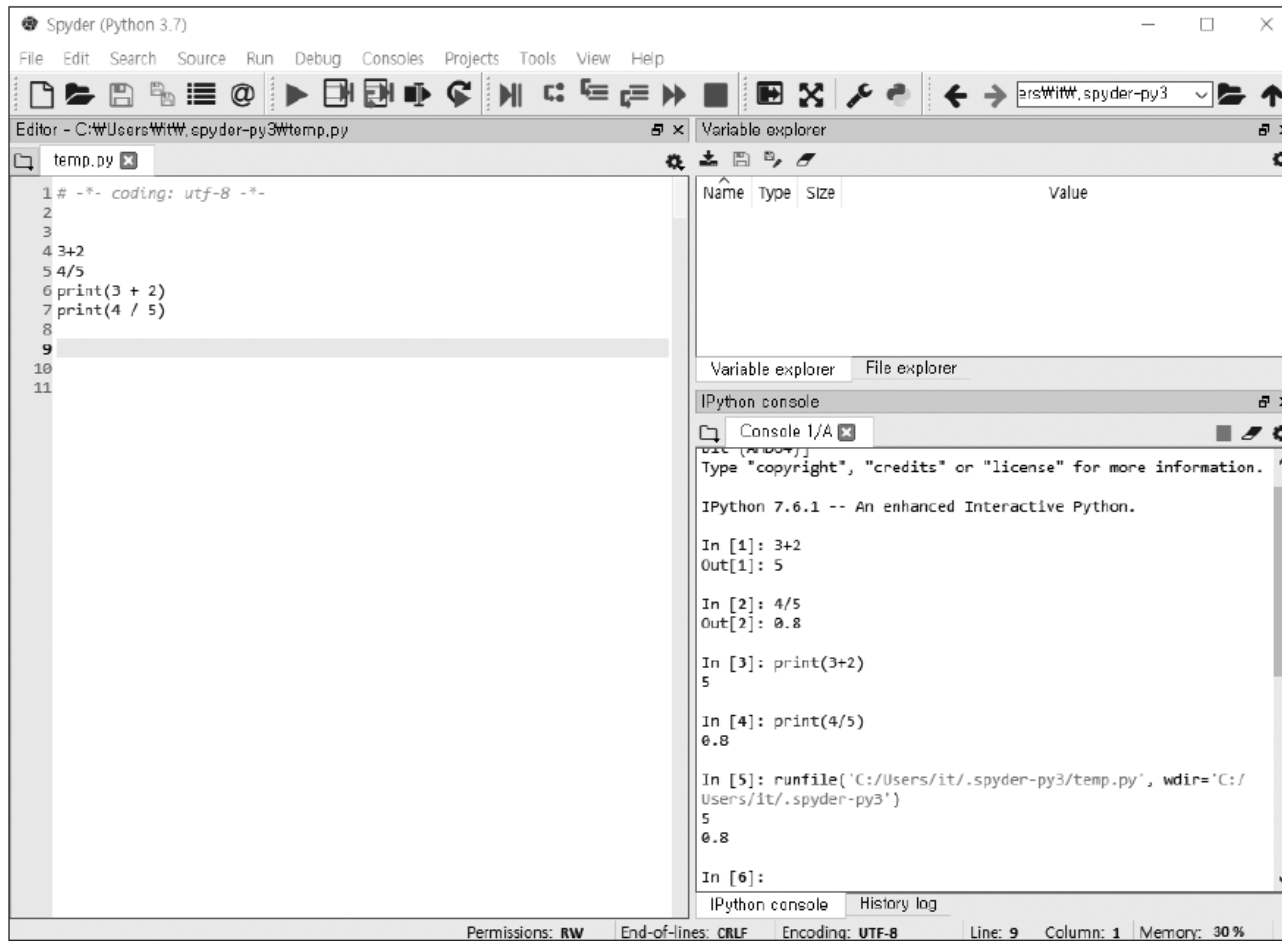 Spyder (Python 3.7)
File Edit Search Source Run Debug Consoles Projects Tools View Help
ers₩it₩.spyder-py3
Editor - C:₩Users₩it₩.spyder-py3₩temp.py
temp.py
1 # -*- coding: utf-8 -*-
2
3
4 3+2
5 4/5
6 print(3 + 2)
7 print(4 / 5)
8
9
10
11
Variable explorer
Name Type Size Value
Variable explorer File explorer
IPython console
Console 1/A
Type "copyright", "credits" or "license" for more information.
IPython 7.6.1 -- An enhanced Interactive Python.
In [1]: 3+2
Out[1]: 5
In [2]: 4/5
Out[2]: 0.8
In [3]: print(3+2)
5
In [4]: print(4/5)
0.8
In [5]: runfile('C:/Users/it/.spyder-py3/temp.py', wdir='C:/
Users/it/.spyder-py3')
5
0.8
In [6]:
IPython console History log
Permissions: RW End-of-lines: CRLF Encoding: UTF-8 Line: 9 Column: 1 Memory: 30 %